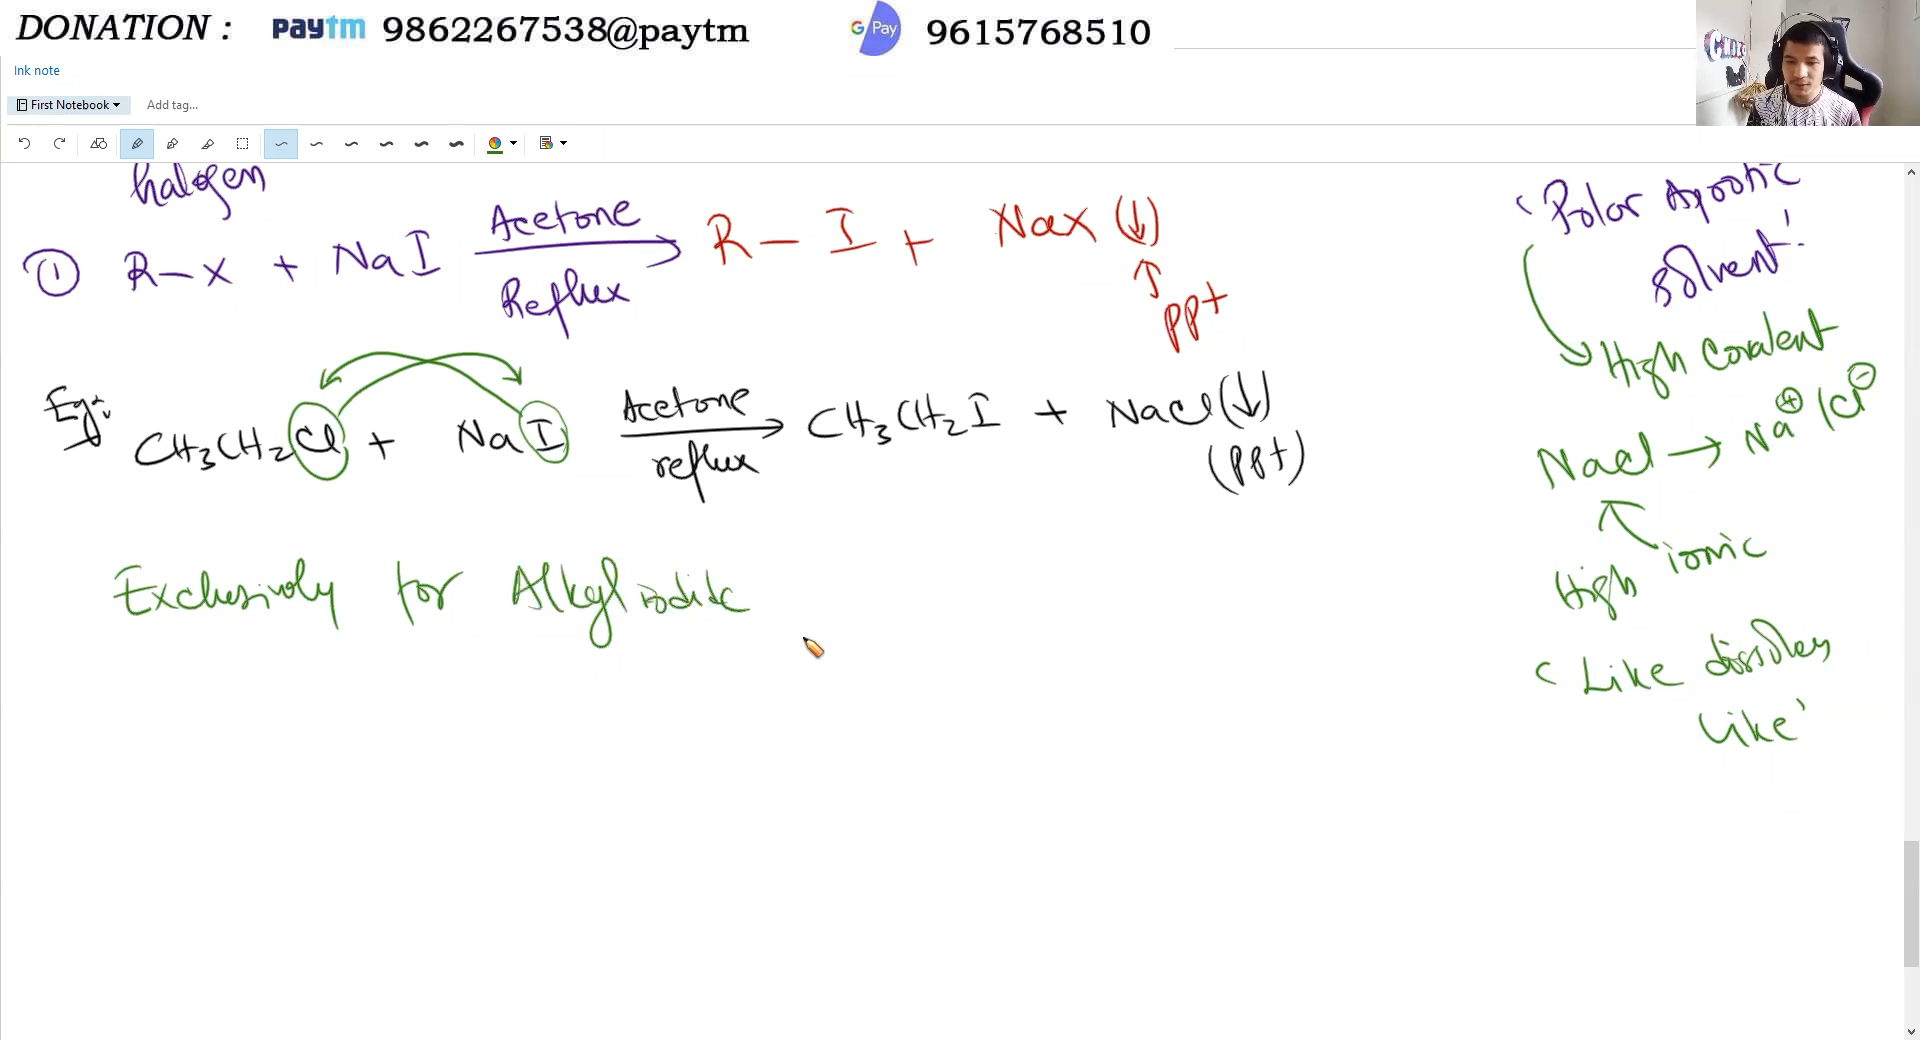 DONATION : paytm 9862267538@paytm G Pay 9615768510
Ink note
First Notebook Add tag...
halogen
① R-X + NaI Acetone Reflux R-I + NaX (↓)
↑
ppt
Eg:- CH3CH2Cl + NaI Acetone reflux CH3CH2I + NaCl(↓)
(ppt)
Exclusively for Alkyl iodide
'Polar Aprotic
solvent'
High Covalent
NaCl → Na⊕ / Cl⊖
High ionic
'Like dissolves
like'